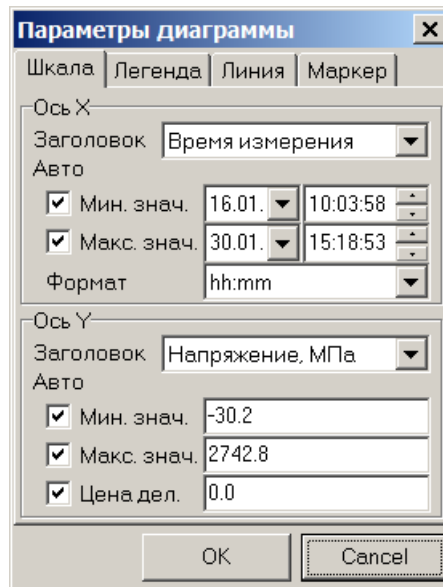 Параметры диаграммы
Шкала Легенда Линия Маркер
Ось X
Заголовок Время измерения
Авто
Мин. знач. 16.01. 10:03:58
Макс. знач. 30.01. 15:18:53
Формат hh:mm
Ось Y
Заголовок Напряжение, МПа
Авто
Мин. знач. -30.2
Макс. знач. 2742.8
Цена дел. 0.0
OK Cancel